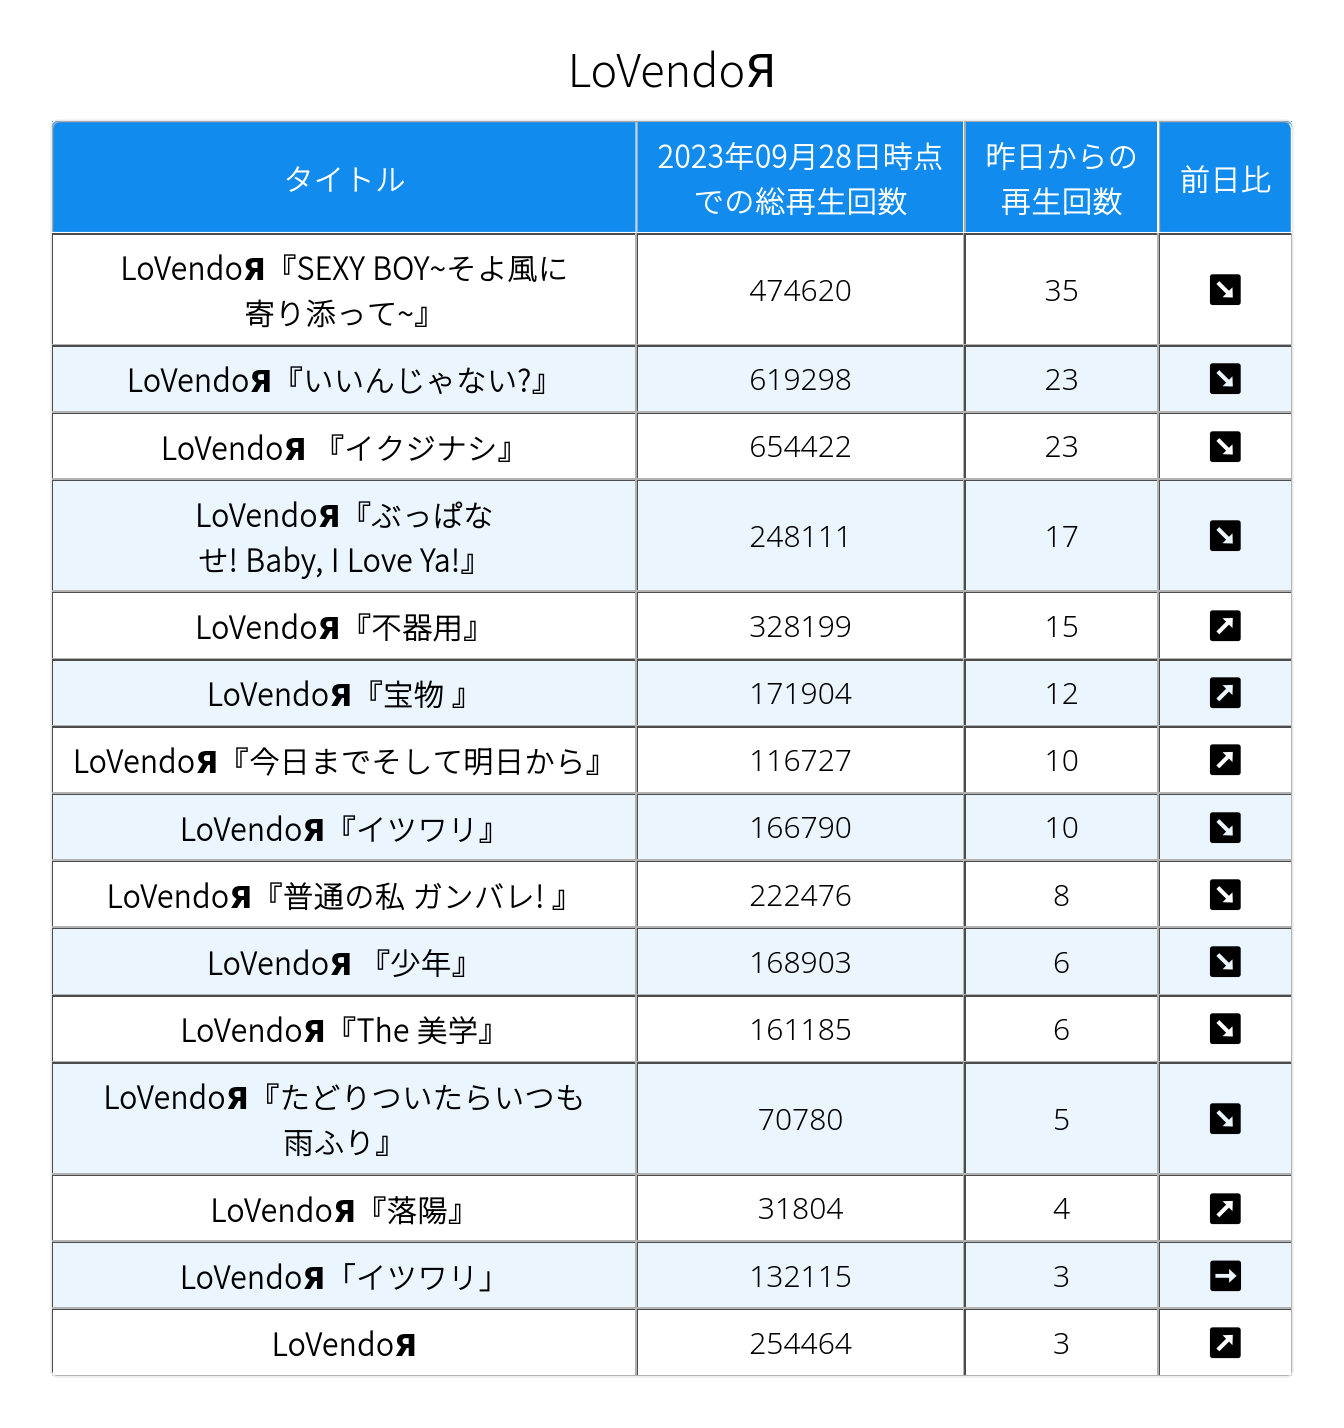 LoVendoЯ
タイトル
2023年09月28日時点
での総再生回数
昨日からの
再生回数
前日比
LoVendoЯ『SEXY BOY~そよ風に
寄り添って~』
474620
35
LoVendoЯ『いいんじゃない?』
619298
23
LoVendoЯ 『イクジナシ』
654422
23
LoVendoЯ『ぶっぱな
せ! Baby, I Love Ya!』
248111
17
LoVendoЯ『不器用』
328199
15
LoVendoЯ『宝物 』
171904
12
LoVendoЯ『今日までそして明日から』
116727
10
LoVendoЯ『イツワリ』
166790
10
LoVendoЯ『普通の私 ガンバレ! 』
222476
8
LoVendoЯ 『少年』
168903
6
LoVendoЯ『The 美学』
161185
6
LoVendoЯ『たどりついたらいつも
雨ふり』
70780
5
LoVendoЯ『落陽』
31804
4
LoVendoЯ「イツワリ」
132115
3
LoVendoЯ
254464
3